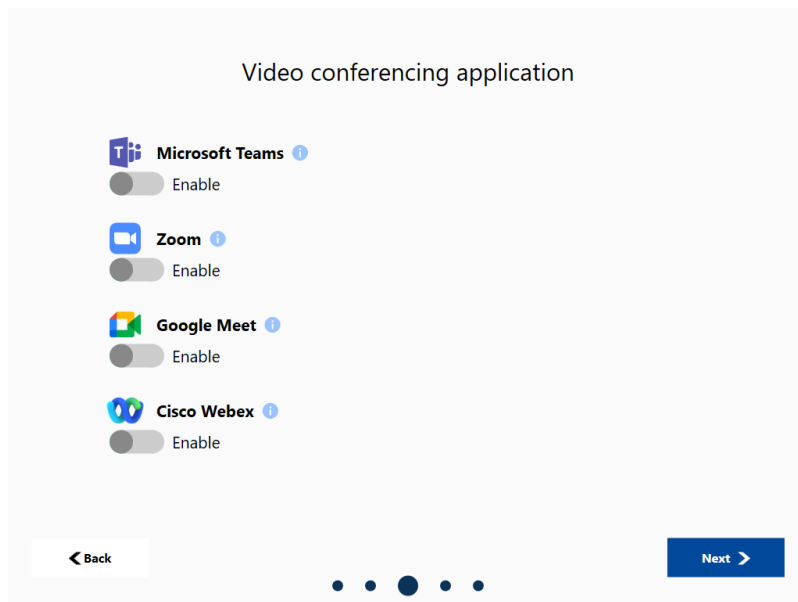 Video conferencing application
T
Microsoft Teams i
Enable
Zoom i
Enable
Google Meet i
Enable
Cisco Webex i
Enable
Back
Next